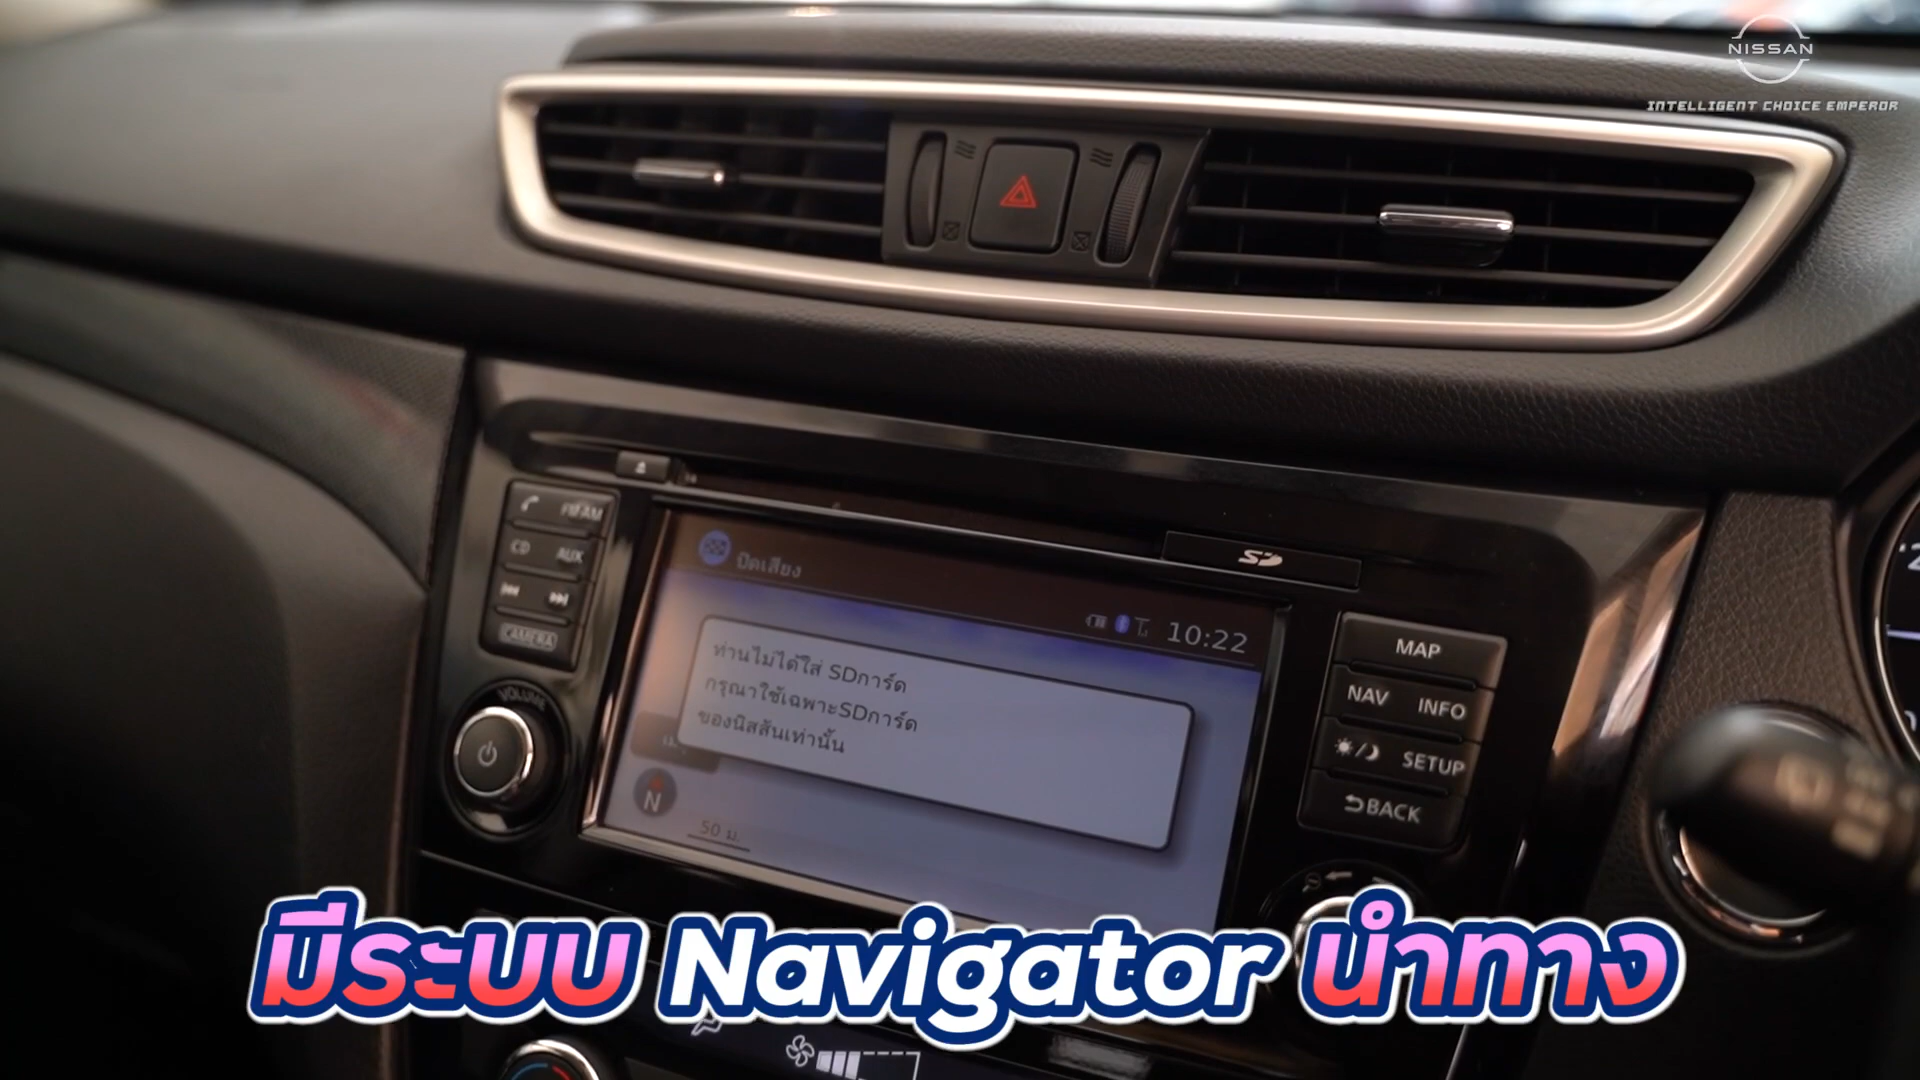 NISSAN
INTELLIGENT CHOICE EMPEROR
FM·AM
CD AUX
CAMERA
VOLUME
SD
ปิดเสียง
10:22
ท่านไม่ได้ใส่ SDการ์ด
กรุณาใช้เฉพาะSDการ์ด
ของนิสสันเท่านั้น
N
50 ม.
MAP
NAV INFO
SETUP
BACK
มีระบบ Navigator นำทาง